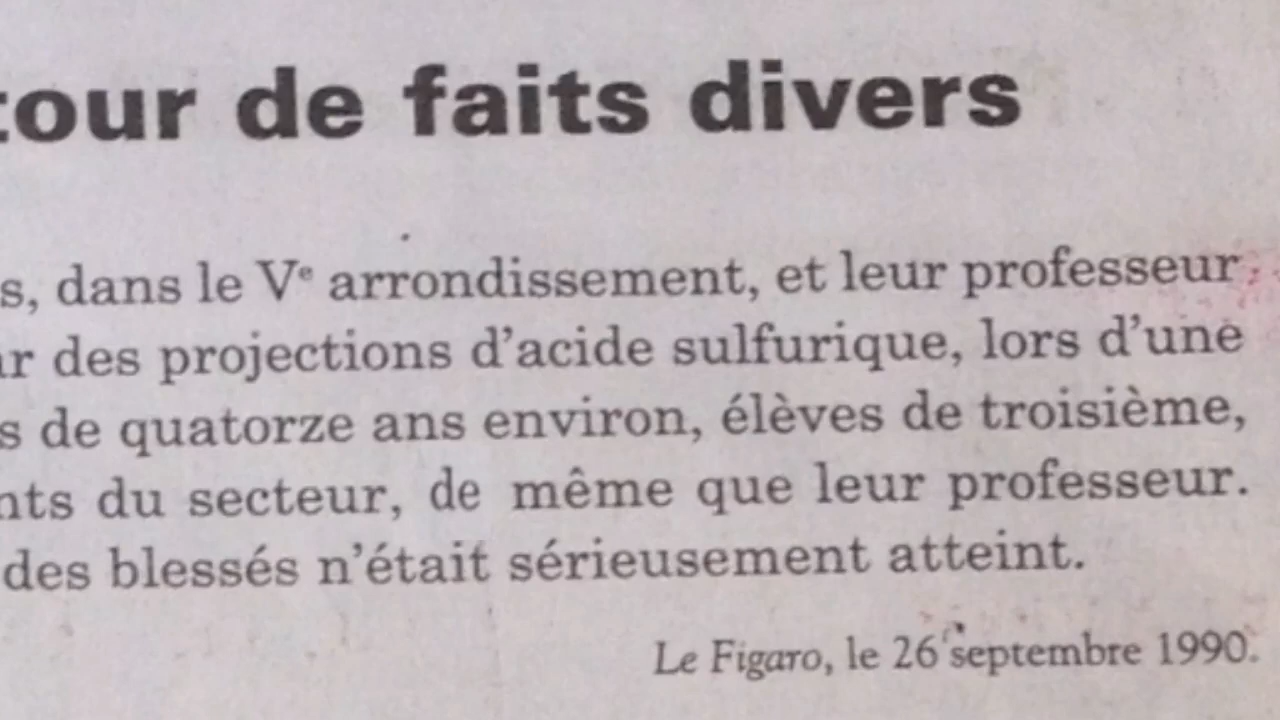 tour de faits divers
s, dans le Vᵉ arrondissement, et leur professeur
ar des projections d'acide sulfurique, lors d'une
s de quatorze ans environ, élèves de troisième,
nts du secteur, de même que leur professeur.
des blessés n'était sérieusement atteint.
Le Figaro, le 26 septembre 1990.